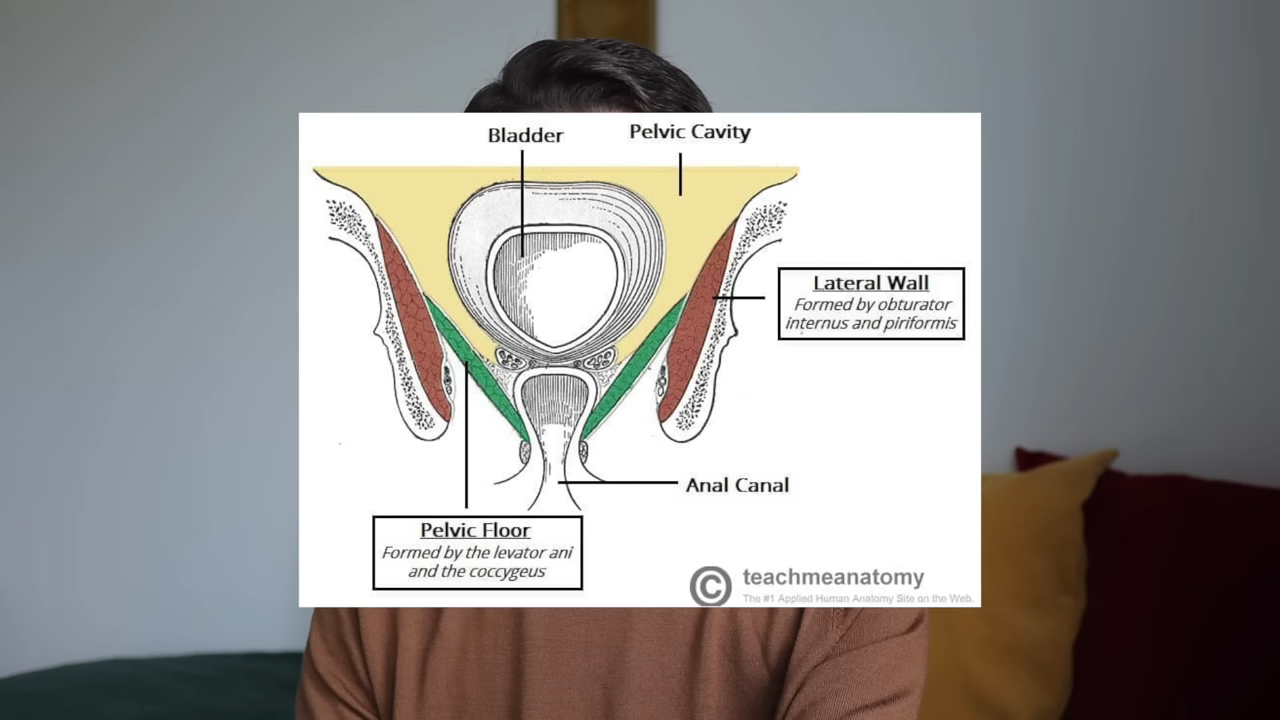 Bladder
Pelvic Cavity
Lateral Wall
Formed by obturator
internus and piriformis
Anal Canal
Pelvic Floor
Formed by the levator ani
and the coccygeus
© teachmeanatomy
The #1 Applied Human Anatomy Site on the Web.